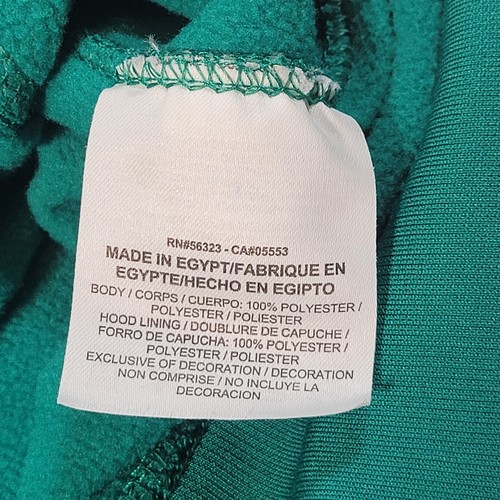 RN#56323 - CA#05553
MADE IN EGYPT/FABRIQUE EN
EGYPTE/HECHO EN EGIPTO
BODY / CORPS / CUERPO: 100% POLYESTER /
POLYESTER / POLIESTER
HOOD LINING / DOUBLURE DE CAPUCHE /
FORRO DE CAPUCHA: 100% POLYESTER /
POLYESTER / POLIESTER
EXCLUSIVE OF DECORATION / DECORATION
NON COMPRISE / NO INCLUYE LA
DECORACION